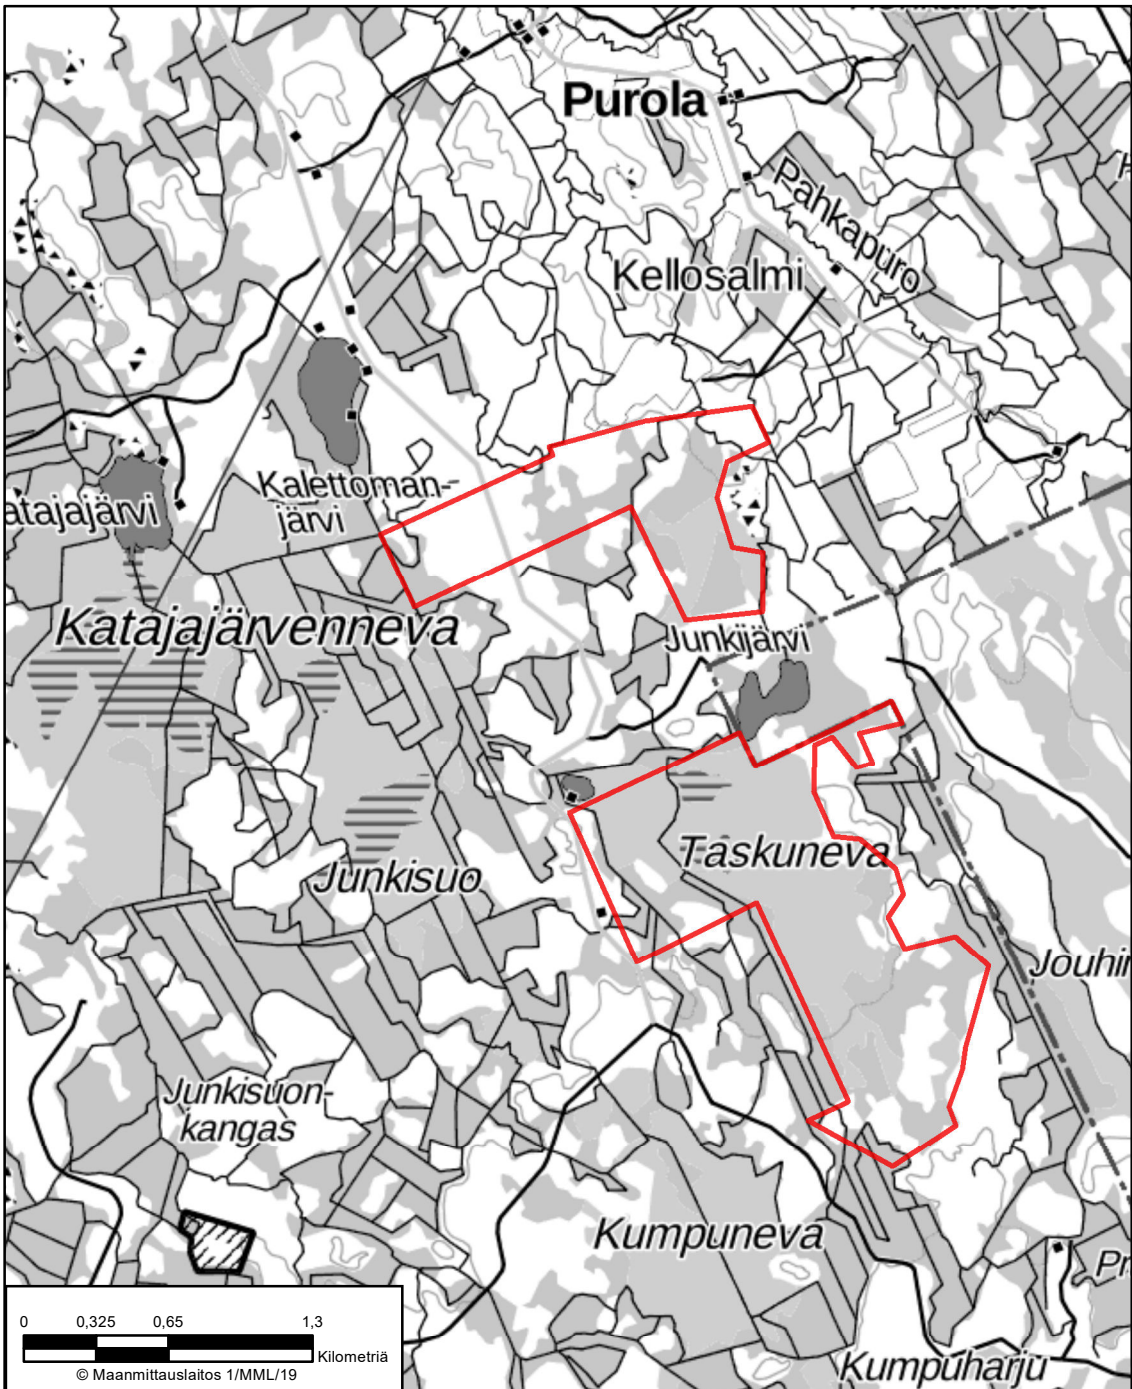 Purola
Pahkapuro
Kellosalmi
Kalettoman-
järvi
atajajärvi
Katajajärvenneva
Junkijärvi
Taskuneva
Junkisuo
Jouhin
Junkisuon-
kangas
Kumpuneva
Pr
Kumpuharju
0 0,325 0,65 1,3
Kilometriä
© Maanmittauslaitos 1/MML/19